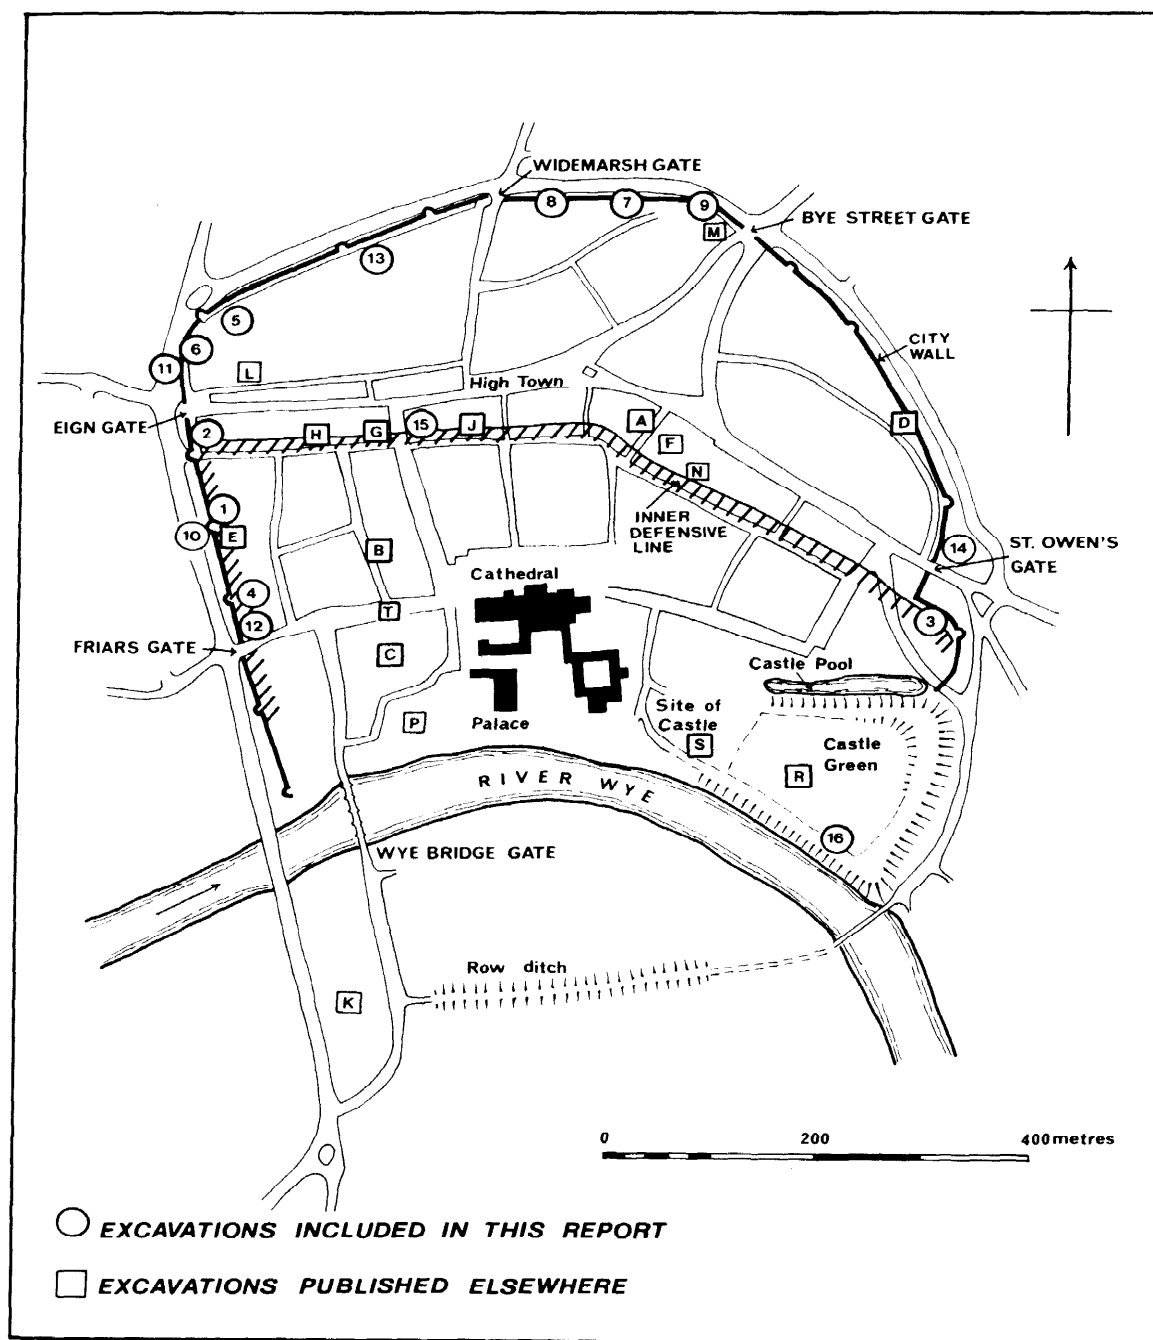 WIDEMARSH GATE
8
7
9
M
BYE STREET GATE
13
5
6
11
L
CITY
WALL
High Town
EIGN GATE
2
H
G
15
J
A
F
N
D
INNER
DEFENSIVE
LINE
1
10
E
B
14
ST. OWEN'S
GATE
Cathedral
4
T
12
3
FRIARS GATE
C
Castle Pool
Site of
Castle
P
Palace
S
Castle
Green
R
RIVER WYE
16
WYE BRIDGE GATE
Row ditch
K
0 200 400 metres
EXCAVATIONS INCLUDED IN THIS REPORT
EXCAVATIONS PUBLISHED ELSEWHERE